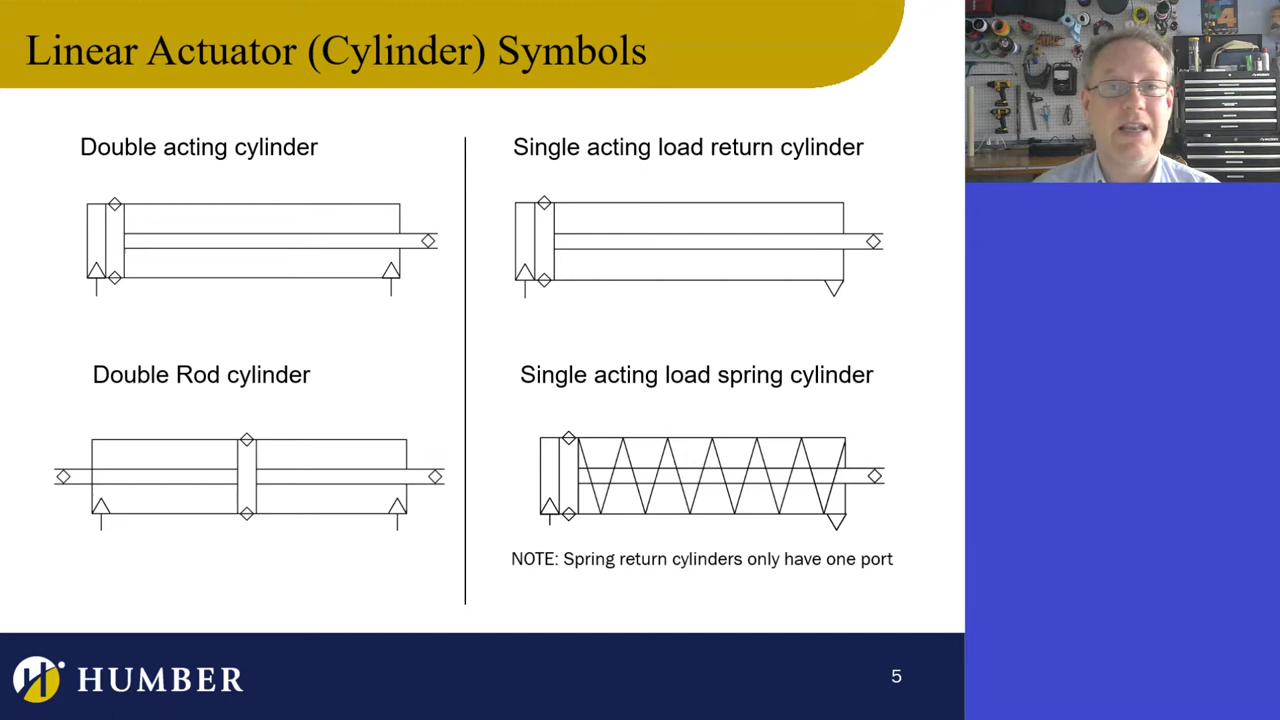 Linear Actuator (Cylinder) Symbols
Double acting cylinder
Single acting load return cylinder
Double Rod cylinder
Single acting load spring cylinder
NOTE: Spring return cylinders only have one port
HUMBER
5